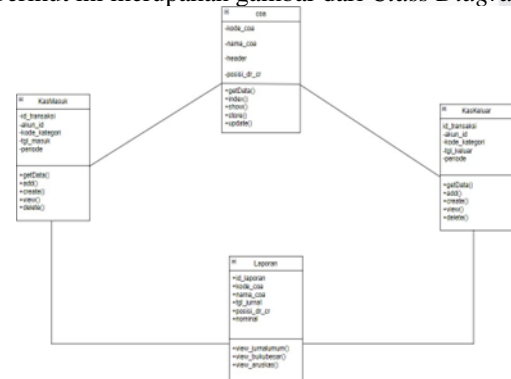 Berikut ini merupakan gambar dari Class Diagra
coa
-kode_coa
-nama_coa
-header
-posisi_dr_cr
+getData()
+index()
+show()
+store()
+update()
KasMasuk
-id_transaksi
-akun_id
-kode_kategori
-tgl_masuk
-periode
+getData()
+add()
+create()
+view()
+delete()
KasKeluar
id_transaksi
-akun_id
-kode_kategori
-tgl_keluar
-periode
+getData()
+add()
+create()
+view()
+delete()
Laporan
+id_laporan
+kode_coa
+nama_coa
+tgl_jurnal
+posisi_dr_cr
+nominal
+view_jurnalumum()
+view_bukubesar()
+view_aruskas()